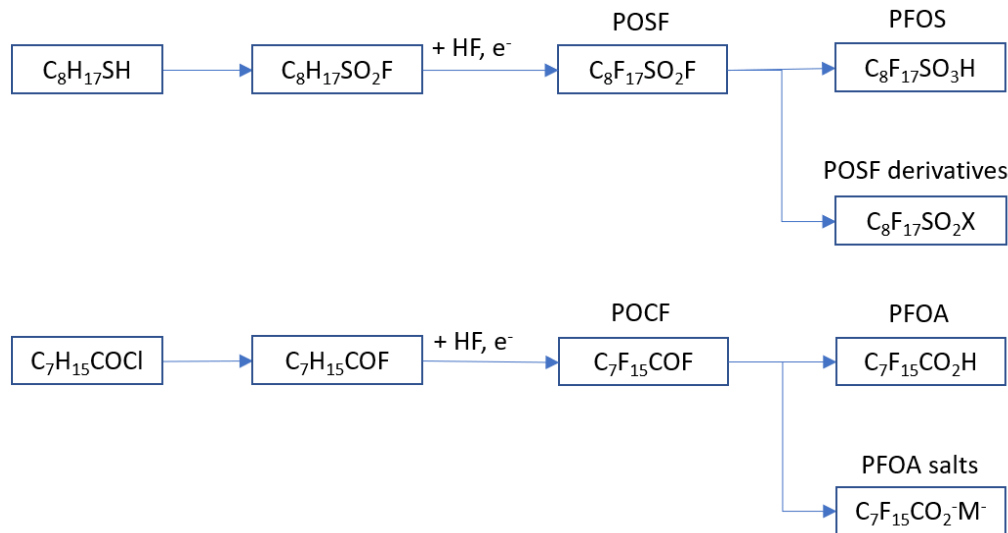 POSF
PFOS
+ HF, e⁻
C₈H₁₇SH
C₈H₁₇SO₂F
C₈F₁₇SO₂F
C₈F₁₇SO₃H
POSF derivatives
C₈F₁₇SO₂X
POCF
PFOA
+ HF, e⁻
C₇H₁₅COCl
C₇H₁₅COF
C₇F₁₅COF
C₇F₁₅CO₂H
PFOA salts
C₇F₁₅CO₂⁻M⁻